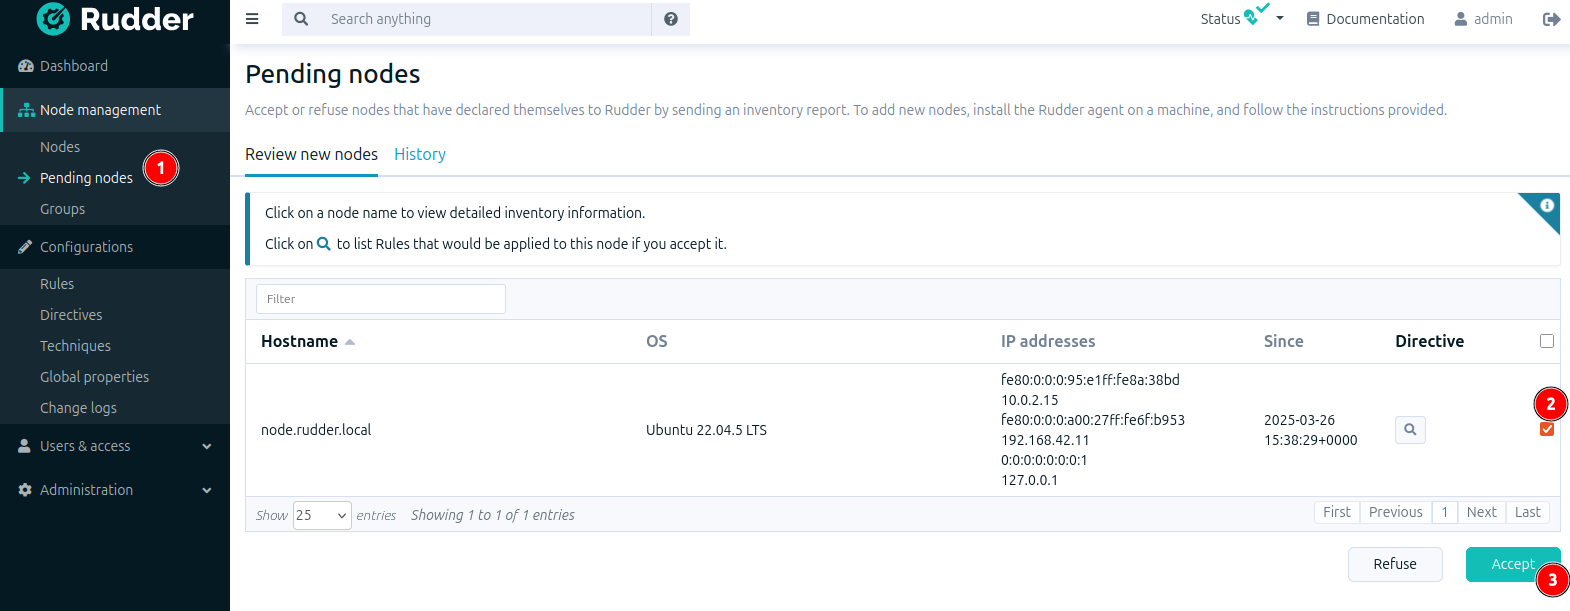 Rudder
Search anything
Status
Documentation
admin
Dashboard
Node management
Nodes
Pending nodes
1
Groups
Configurations
Rules
Directives
Techniques
Global properties
Change logs
Users & access
Administration
Pending nodes
Accept or refuse nodes that have declared themselves to Rudder by sending an inventory report. To add new nodes, install the Rudder agent on a machine, and follow the instructions provided.
Review new nodes History
Click on a node name to view detailed inventory information.
Click on to list Rules that would be applied to this node if you accept it.
Filter
Hostname OS IP addresses Since Directive
node.rudder.local
Ubuntu 22.04.5 LTS
fe80:0:0:0:95:e1ff:fe8a:38bd
10.0.2.15
fe80:0:0:0:a00:27ff:fe6f:b953
192.168.42.11
0:0:0:0:0:0:0:1
127.0.0.1
2025-03-26
15:38:29+0000
2
Show 25 entries Showing 1 to 1 of 1 entries
First Previous 1 Next Last
Refuse Accept
3